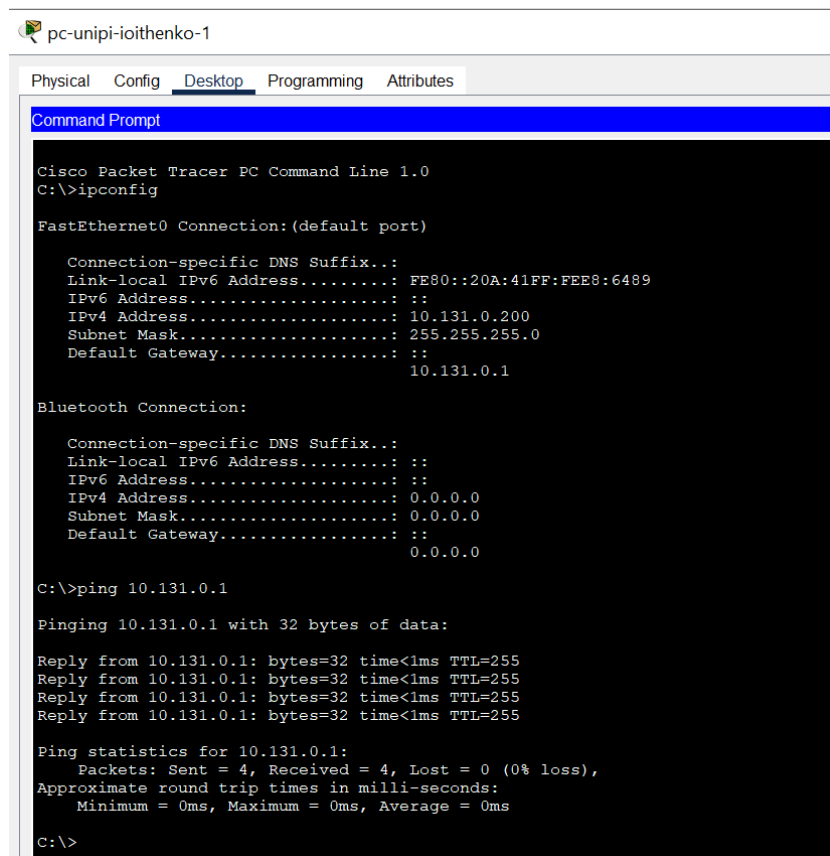 pc-unipi-ioithenko-1
Physical Config Desktop Programming Attributes
Command Prompt
Cisco Packet Tracer PC Command Line 1.0
C:\>ipconfig
FastEthernet0 Connection:(default port)
Connection-specific DNS Suffix..:
Link-local IPv6 Address.........: FE80::20A:41FF:FEE8:6489
IPv6 Address....................: ::
IPv4 Address....................: 10.131.0.200
Subnet Mask.....................: 255.255.255.0
Default Gateway.................: ::
10.131.0.1
Bluetooth Connection:
Connection-specific DNS Suffix..:
Link-local IPv6 Address.........: ::
IPv6 Address....................: ::
IPv4 Address....................: 0.0.0.0
Subnet Mask.....................: 0.0.0.0
Default Gateway.................: ::
0.0.0.0
C:\>ping 10.131.0.1
Pinging 10.131.0.1 with 32 bytes of data:
Reply from 10.131.0.1: bytes=32 time<1ms TTL=255
Reply from 10.131.0.1: bytes=32 time<1ms TTL=255
Reply from 10.131.0.1: bytes=32 time<1ms TTL=255
Reply from 10.131.0.1: bytes=32 time<1ms TTL=255
Ping statistics for 10.131.0.1:
Packets: Sent = 4, Received = 4, Lost = 0 (0% loss),
Approximate round trip times in milli-seconds:
Minimum = 0ms, Maximum = 0ms, Average = 0ms
C:\>